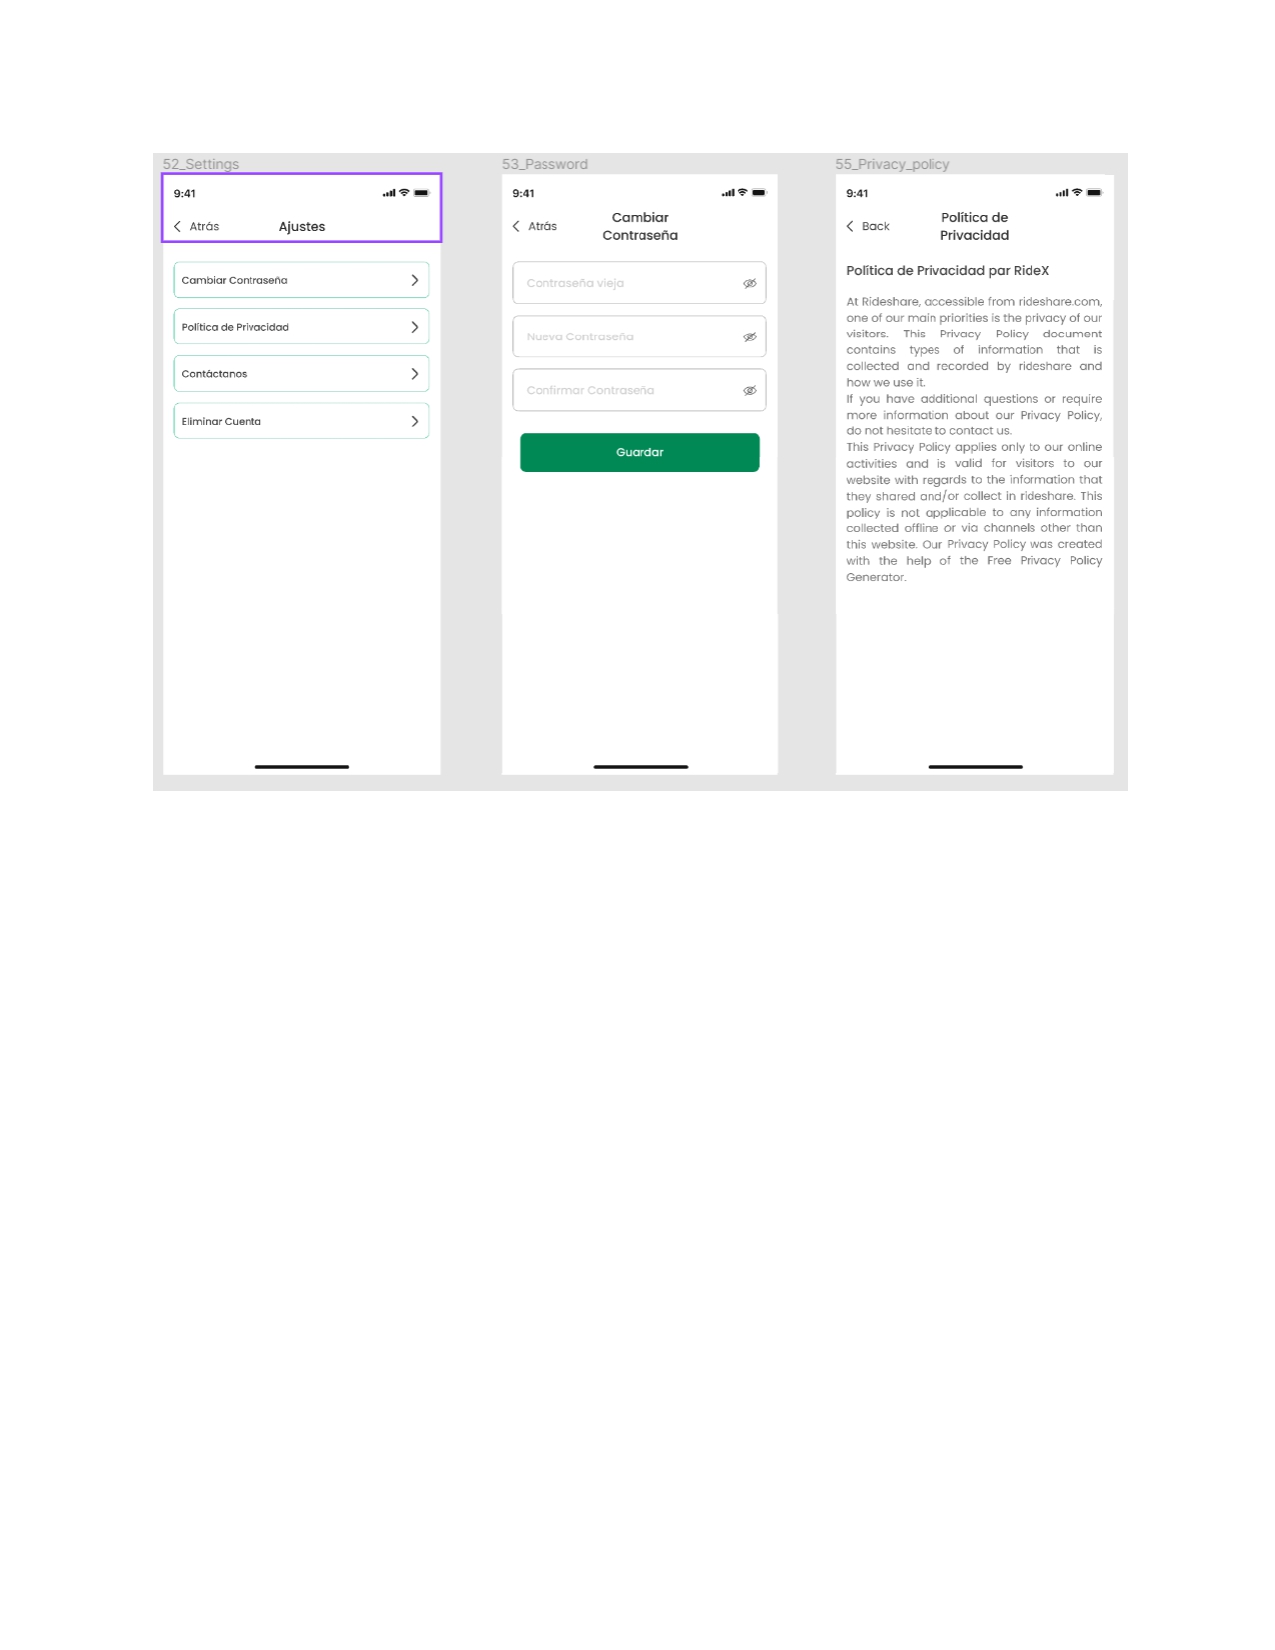 52_Settings
9:41
Atrás
Ajustes
Cambiar Contraseña
Política de Privacidad
Contáctanos
Eliminar Cuenta
53_Password
9:41
Atrás
Cambiar
Contraseña
Contraseña vieja
Nueva Contraseña
Confirmar Contraseña
Guardar
55_Privacy_policy
9:41
Back
Política de
Privacidad
Política de Privacidad par RideX
At Rideshare, accessible from rideshare.com,
one of our main priorities is the privacy of our
visitors. This Privacy Policy document
contains types of information that is
collected and recorded by rideshare and
how we use it.
If you have additional questions or require
more information about our Privacy Policy,
do not hesitate to contact us.
This Privacy Policy applies only to our online
activities and is valid for visitors to our
website with regards to the information that
they shared and/or collect in rideshare. This
policy is not applicable to any information
collected offline or via channels other than
this website. Our Privacy Policy was created
with the help of the Free Privacy Policy
Generator.